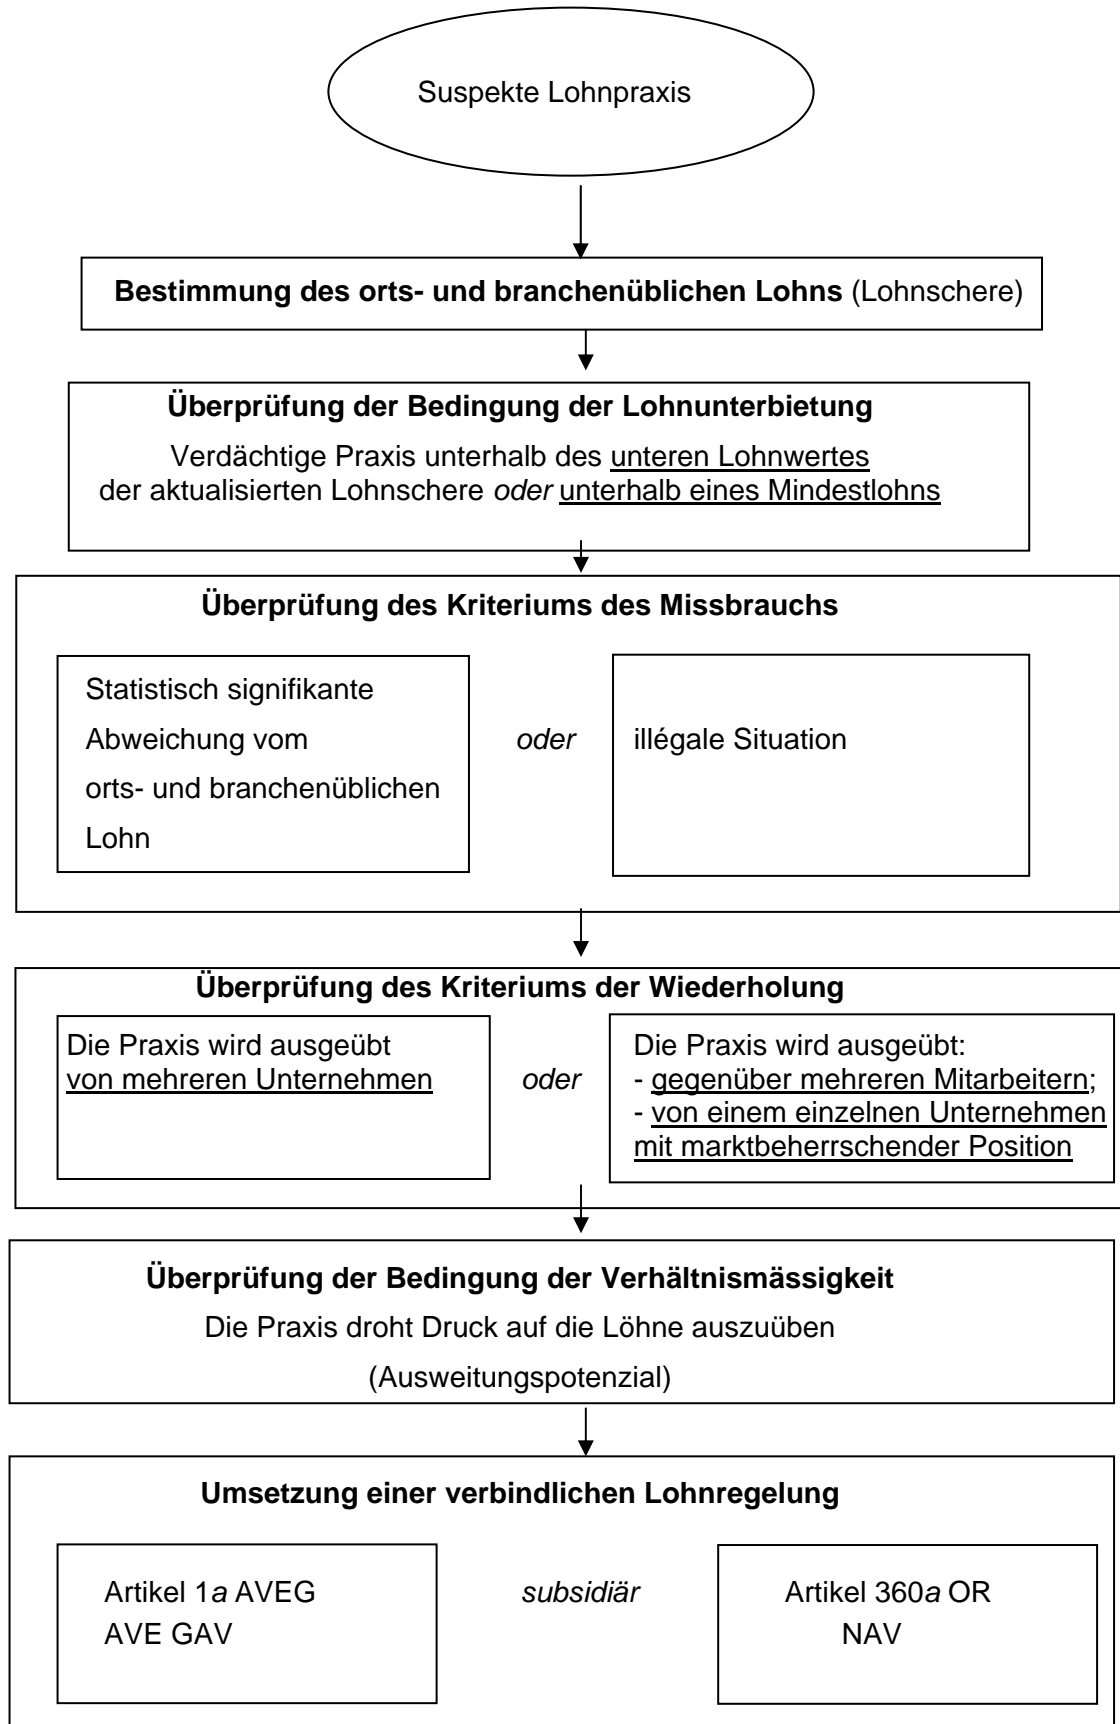 Suspekte Lohnpraxis
Bestimmung des orts- und branchenüblichen Lohns (Lohnschere)
Überprüfung der Bedingung der Lohnunterbietung
Verdächtige Praxis unterhalb des unteren Lohnwertes
der aktualisierten Lohnschere oder unterhalb eines Mindestlohns
Überprüfung des Kriteriums des Missbrauchs
Statistisch signifikante
Abweichung vom
orts- und branchenüblichen
Lohn
oder
illégale Situation
Überprüfung des Kriteriums der Wiederholung
Die Praxis wird ausgeübt
von mehreren Unternehmen
oder
Die Praxis wird ausgeübt:
- gegenüber mehreren Mitarbeitern;
- von einem einzelnen Unternehmen
mit marktbeherrschender Position
Überprüfung der Bedingung der Verhältnismässigkeit
Die Praxis droht Druck auf die Löhne auszuüben
(Ausweitungspotenzial)
Umsetzung einer verbindlichen Lohnregelung
Artikel 1a AVEG
AVE GAV
subsidiär
Artikel 360a OR
NAV